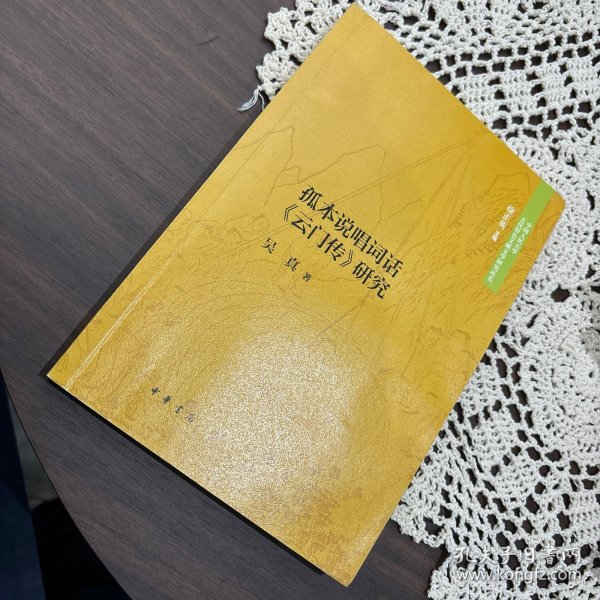 孤本说唱词话
《云门传》研究
吴真 著
中华书局
孔夫子旧书网
www.kongfz.com